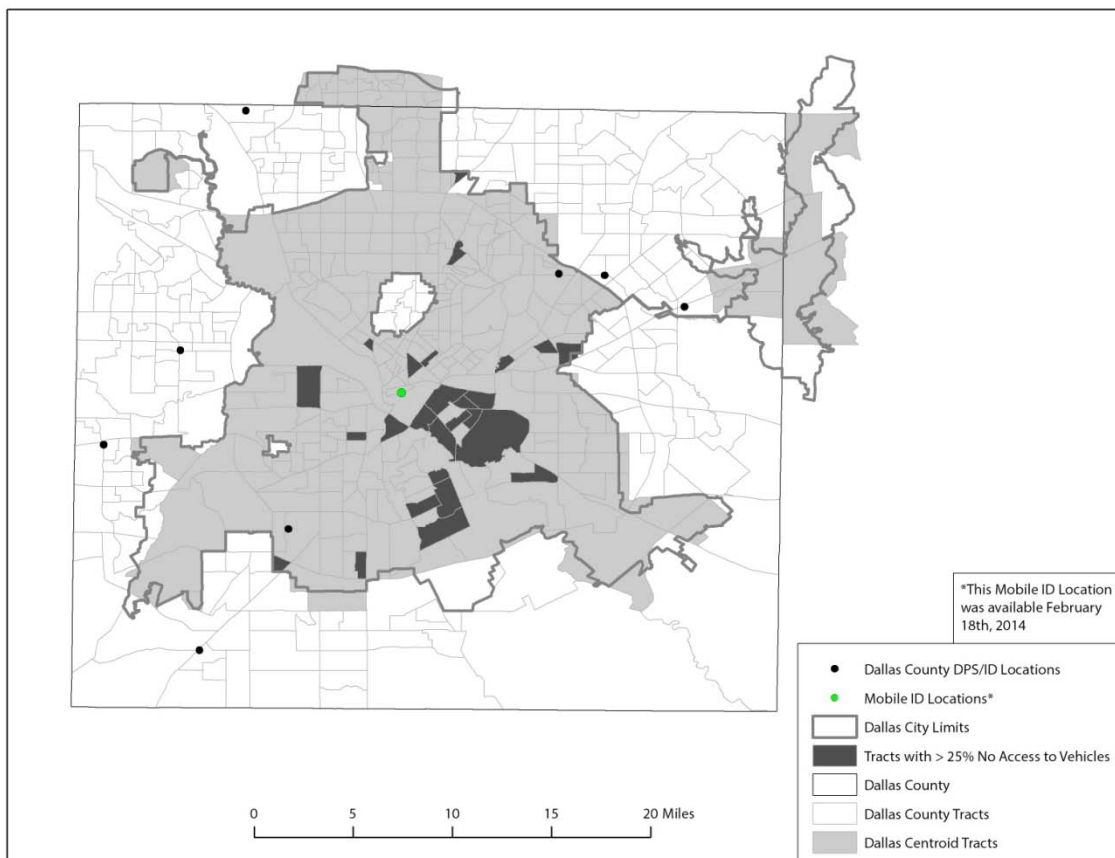 *This Mobile ID Location
was available February
18th, 2014
Dallas County DPS/ID Locations
Mobile ID Locations*
Dallas City Limits
Tracts with > 25% No Access to Vehicles
Dallas County
Dallas County Tracts
Dallas Centroid Tracts
0 5 10 15 20 Miles